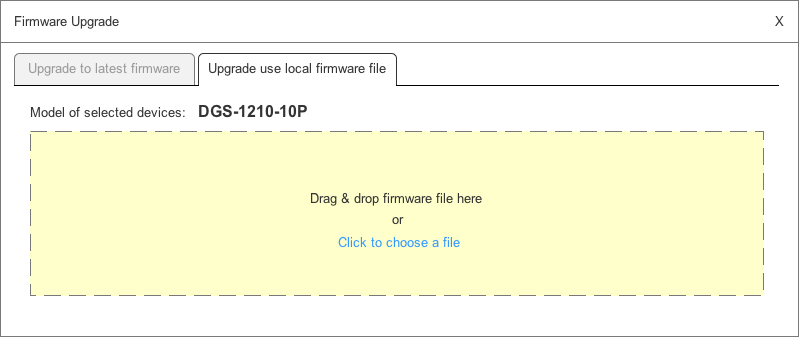 Firmware Upgrade X
Upgrade to latest firmware Upgrade use local firmware file
Model of selected devices: DGS-1210-10P
Drag & drop firmware file here
or
Click to choose a file